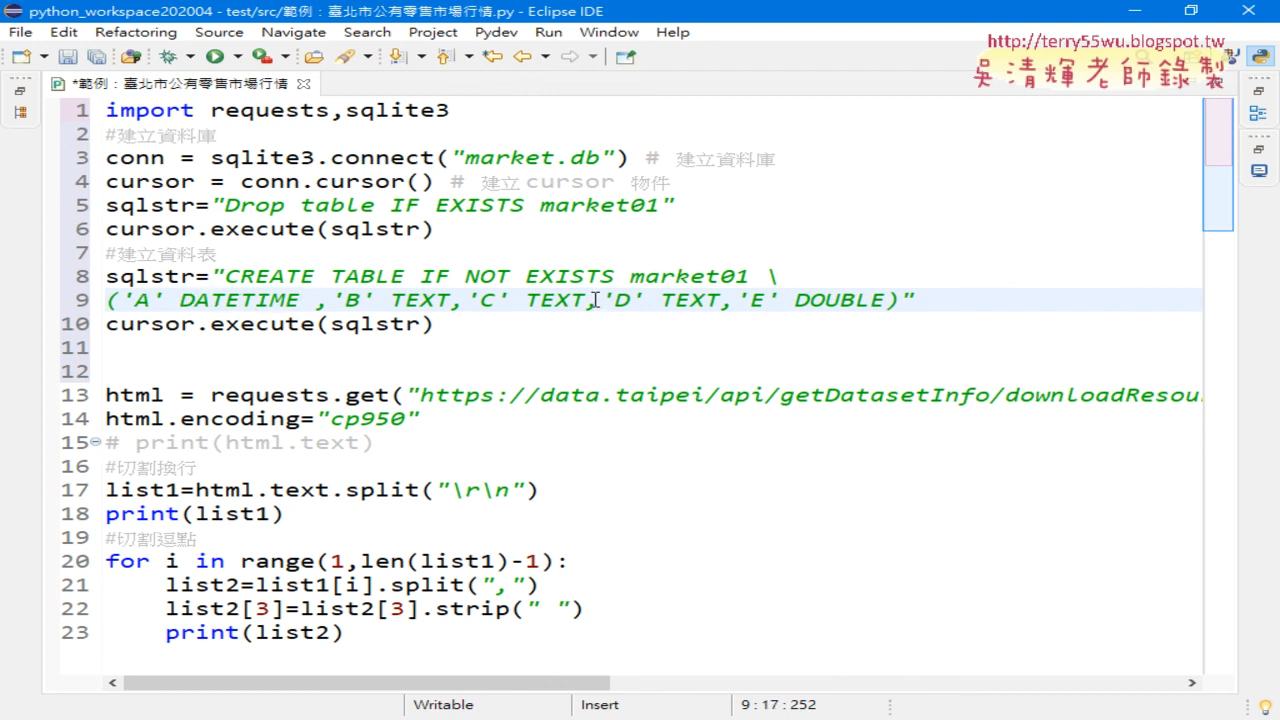 python_workspace202004 - test/src/範例：臺北市公有零售市場行情.py - Eclipse IDE
File Edit Refactoring Source Navigate Search Project Pydev Run Window Help
http://terry55wu.blogspot.tw
吳清輝老師錄製
*範例：臺北市公有零售市場行情
1 import requests,sqlite3
2 #建立資料庫
3 conn = sqlite3.connect("market.db") # 建立資料庫
4 cursor = conn.cursor() # 建立 cursor 物件
5 sqlstr="Drop table IF EXISTS market01"
6 cursor.execute(sqlstr)
7 #建立資料表
8 sqlstr="CREATE TABLE IF NOT EXISTS market01 \
9 ('A' DATETIME ,'B' TEXT,'C' TEXT,'D' TEXT,'E' DOUBLE)"
10 cursor.execute(sqlstr)
11
12
13 html = requests.get("https://data.taipei/api/getDatasetInfo/downloadResou
14 html.encoding="cp950"
15 # print(html.text)
16 #切割換行
17 list1=html.text.split("\r\n")
18 print(list1)
19 #切割逗點
20 for i in range(1,len(list1)-1):
21 list2=list1[i].split(",")
22 list2[3]=list2[3].strip(" ")
23 print(list2)
Writable Insert 9:17:252